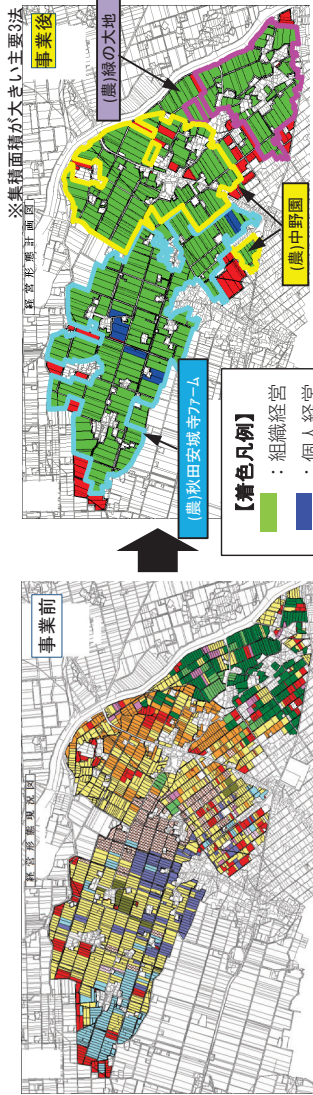 ※集積面積が大きい主要3法
事業前
経営形態現況図
事業後
経営形態計画図
(農)緑の大地
(農)中野園
(農)秋田安城寺ファーム
【着色凡例】
：組織経営
：個人経営